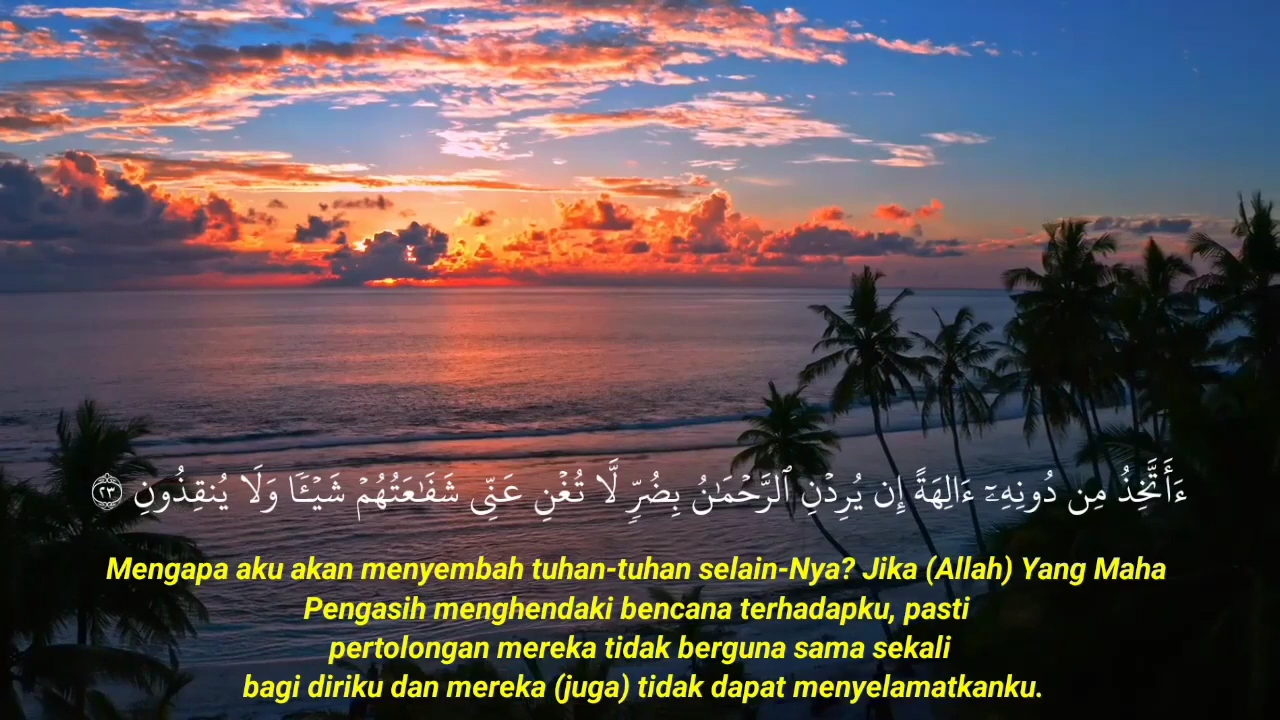 ءَأَتَّخِذُ مِن دُونِهِۦٓ ءَالِهَةً إِن يُرِدْنِ ٱلرَّحْمَـٰنُ بِضُرٍّ لَّا تُغْنِ عَنِّى شَفَـٰعَتُهُمْ شَيْـًٔا وَلَا يُنقِذُونِ ٢٣
Mengapa aku akan menyembah tuhan-tuhan selain-Nya? Jika (Allah) Yang Maha
Pengasih menghendaki bencana terhadapku, pasti
pertolongan mereka tidak berguna sama sekali
bagi diriku dan mereka (juga) tidak dapat menyelamatkanku.